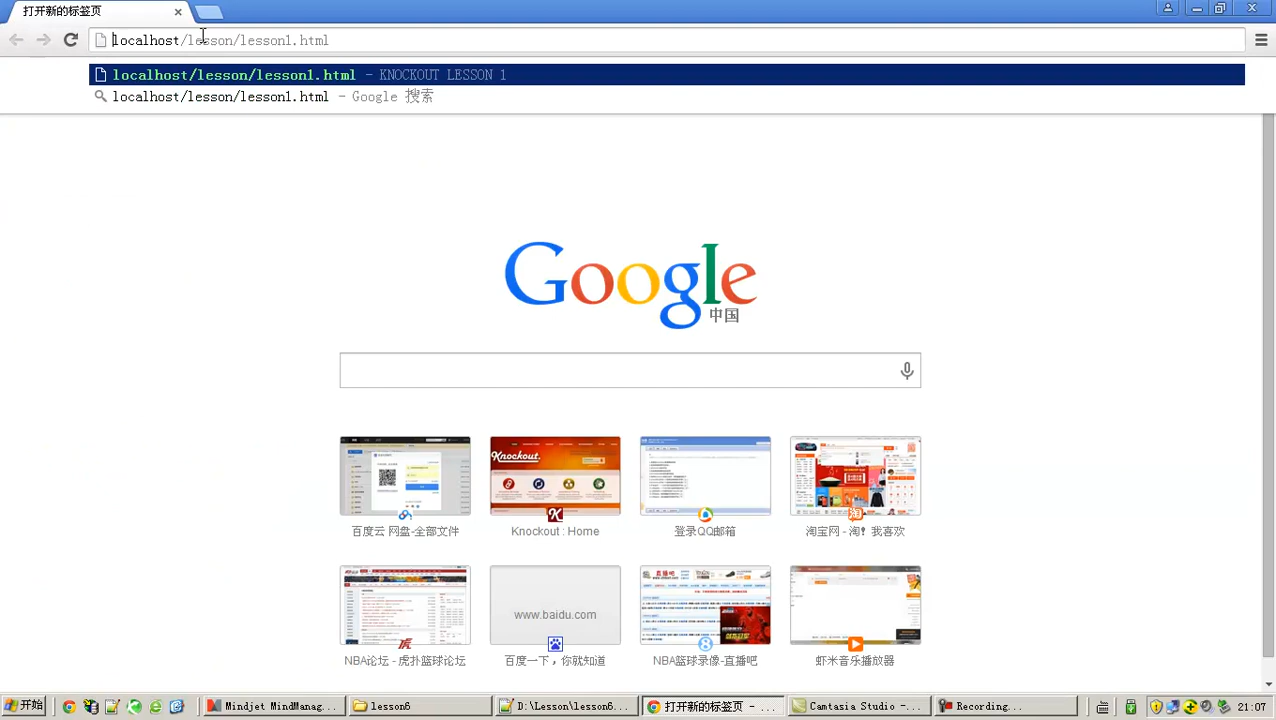 打开新的标签页
localhost/lesson/lesson1.html
localhost/lesson/lesson1.html - KNOCKOUT LESSON 1
localhost/lesson/lesson1.html - Google 搜索
Google
中国
Knockout.
百度云 网盘-全部文件
Knockout : Home
登录QQ邮箱
淘宝网 - 淘！我喜欢
www.baidu.com
NBA论坛 - 虎扑篮球论坛
百度一下，你就知道
NBA篮球录像-直播吧
虾米音乐播放器
开始
Mindjet MindManag...
lesson6
D:\Lesson\lesson6...
打开新的标签页 - ...
Camtasia Studio - ...
Recording...
21:07